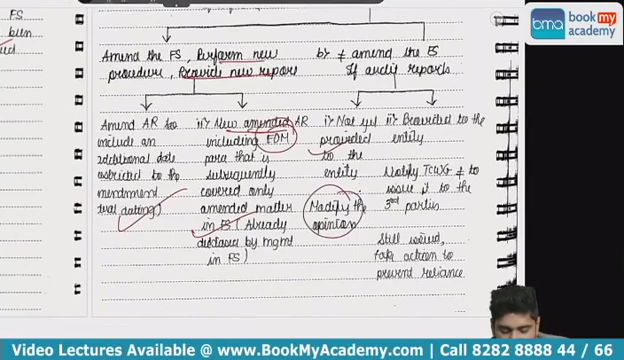 FS
been
book my
academy
bma
Amend the FS, Perform new
procedure, Provide new report
b) ≠ amend the FS
If audit reports
Amend AR to
include an
additional date
restricted to the
mendment
dual dating)
ii) New amended AR
including EOM
para that is
subsequently
covered only
amended matter
in FS (Already
disclosed by mgmt
in FS)
i) Not yet
provided
to the
entity
Modify the
opinion
ii) Provided to the
entity
Notify TCWG ≠ to
issue it to the
3rd parties
Still issued,
take action to
prevent reliance
Video Lectures Available @ www.BookMyAcademy.com | Call 8282 8888 44 / 66